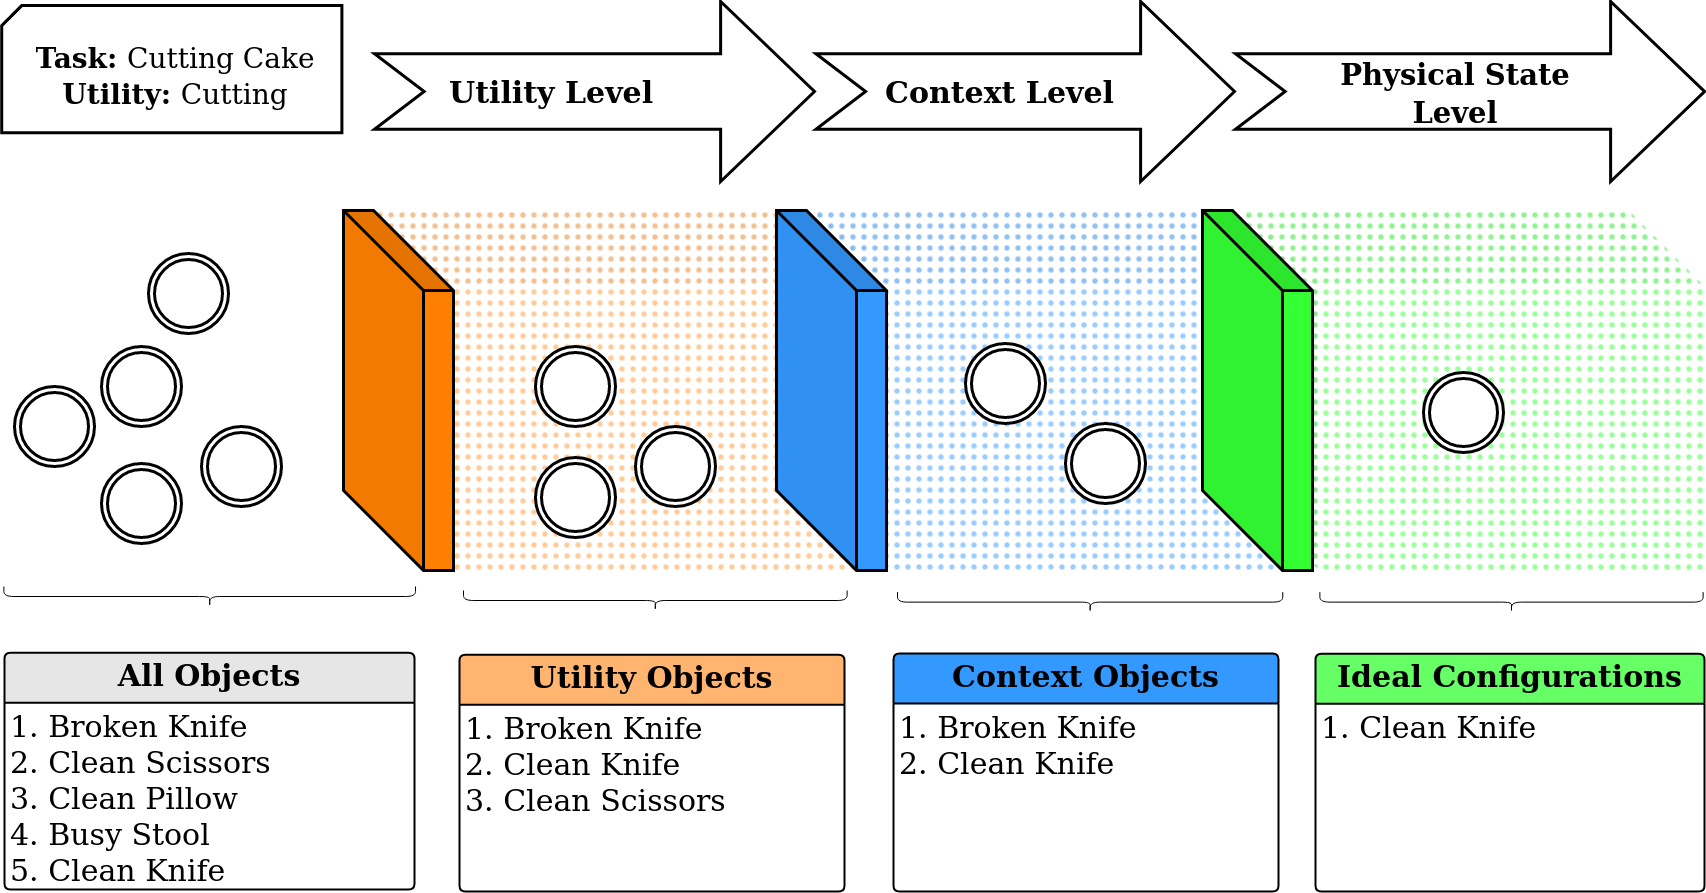 Task: Cutting Cake
Utility: Cutting
Utility Level
Context Level
Physical State
Level
All Objects
1. Broken Knife
2. Clean Scissors
3. Clean Pillow
4. Busy Stool
5. Clean Knife
Utility Objects
1. Broken Knife
2. Clean Knife
3. Clean Scissors
Context Objects
1. Broken Knife
2. Clean Knife
Ideal Configurations
1. Clean Knife